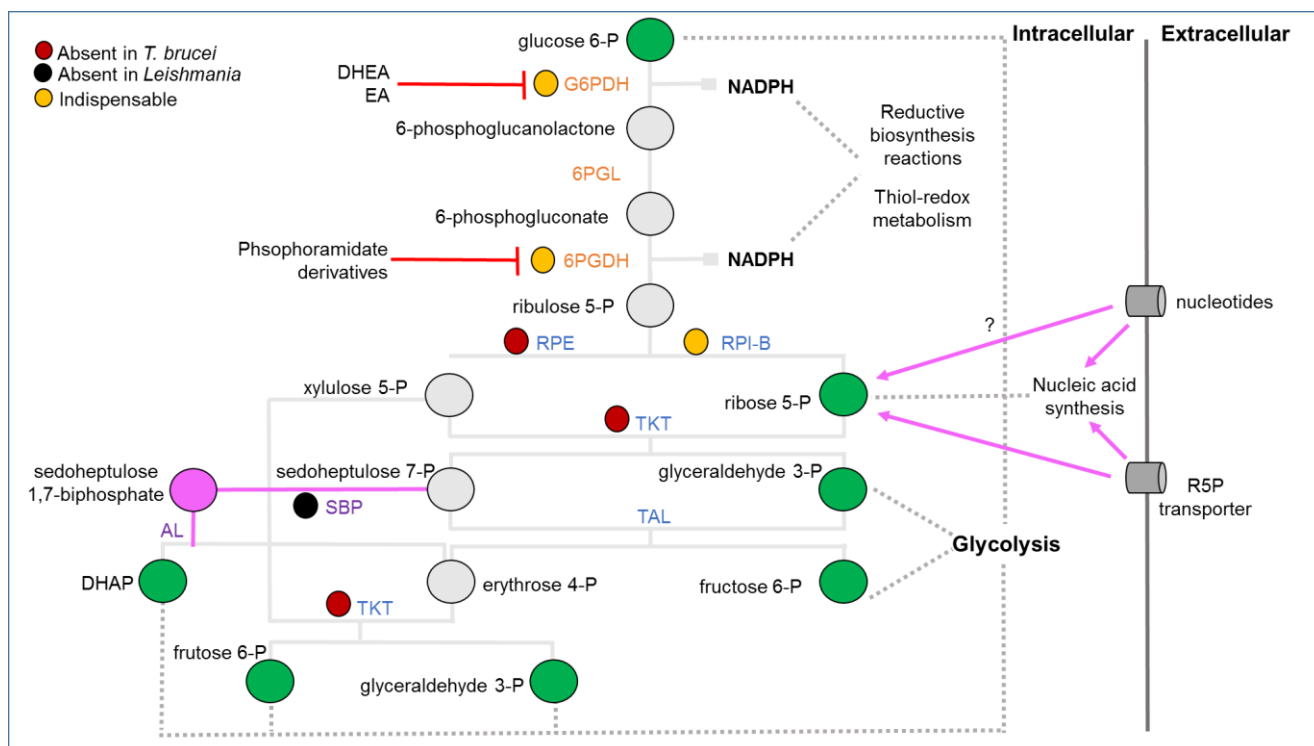 glucose 6-P
Intracellular
Extracellular
Absent in T. brucei
Absent in Leishmania
Indispensable
DHEA
EA
G6PDH
NADPH
6-phosphoglucanolactone
Reductive
biosynthesis
reactions
6PGL
Thiol-redox
metabolism
6-phosphogluconate
Phsophoramidate
derivatives
6PGDH
NADPH
ribulose 5-P
nucleotides
?
RPE
RPI-B
xylulose 5-P
ribose 5-P
Nucleic acid
synthesis
TKT
sedoheptulose
1,7-biphosphate
sedoheptulose 7-P
glyceraldehyde 3-P
SBP
R5P
transporter
AL
TAL
Glycolysis
DHAP
erythrose 4-P
fructose 6-P
TKT
frutose 6-P
glyceraldehyde 3-P